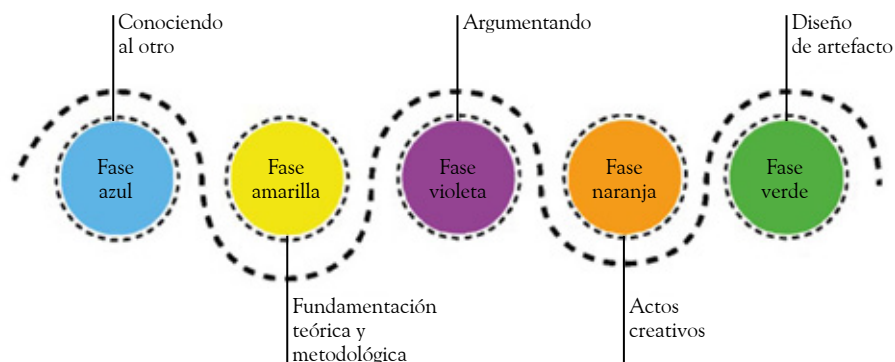 Conociendo
al otro
Argumentando
Diseño
de artefacto
Fase
azul
Fase
amarilla
Fase
violeta
Fase
naranja
Fase
verde
Fundamentación
teórica y
metodológica
Actos
creativos